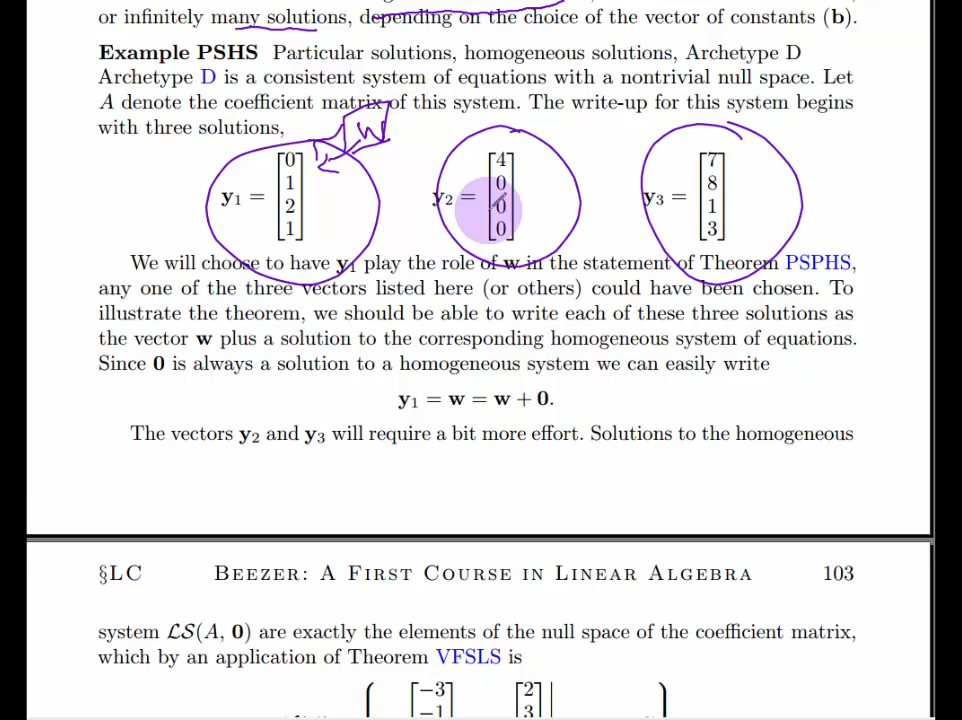 or infinitely many solutions, depending on the choice of the vector of constants (b).
Example PSHS Particular solutions, homogeneous solutions, Archetype D
Archetype D is a consistent system of equations with a nontrivial null space. Let
A denote the coefficient matrix of this system. The write-up for this system begins
with three solutions,
w
y₁ = [0 1 2 1] y₂ = [4 0 0 0] y₃ = [7 8 1 3]
We will choose to have y₁ play the role of w in the statement of Theorem PSPHS,
any one of the three vectors listed here (or others) could have been chosen. To
illustrate the theorem, we should be able to write each of these three solutions as
the vector w plus a solution to the corresponding homogeneous system of equations.
Since 0 is always a solution to a homogeneous system we can easily write
y₁ = w = w + 0.
The vectors y₂ and y₃ will require a bit more effort. Solutions to the homogeneous
§LC BEEZER: A FIRST COURSE IN LINEAR ALGEBRA 103
system LS(A, 0) are exactly the elements of the null space of the coefficient matrix,
which by an application of Theorem VFSLS is
[-3 [2
-1 3